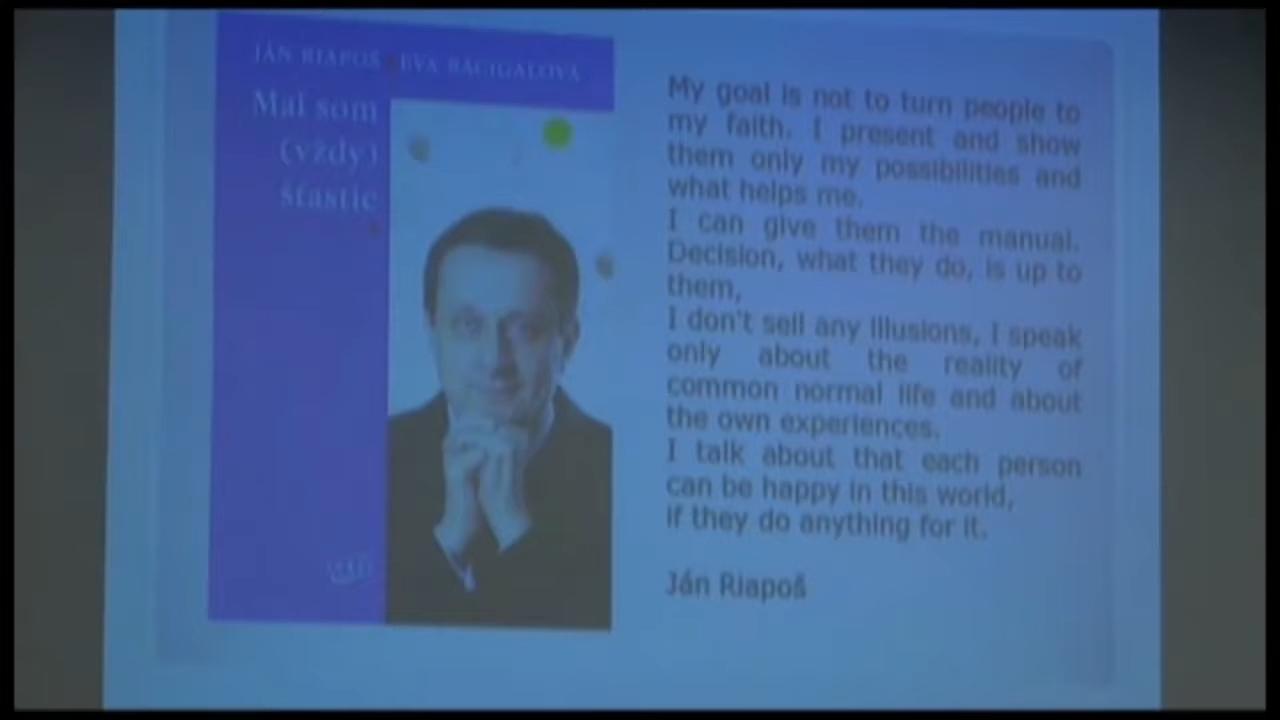 JÁN RIAPOŠ EVA BACIGALOVÁ
Mal som
(vždy)
šťastie
My goal is not to turn people to
my faith. I present and show
them only my possibilities and
what helps me.
I can give them the manual.
Decision, what they do, is up to
them,
I don't sell any illusions, I speak
only about the reality of
common normal life and about
the own experiences.
I talk about that each person
can be happy in this world,
if they do anything for it.
Ján Riapoš